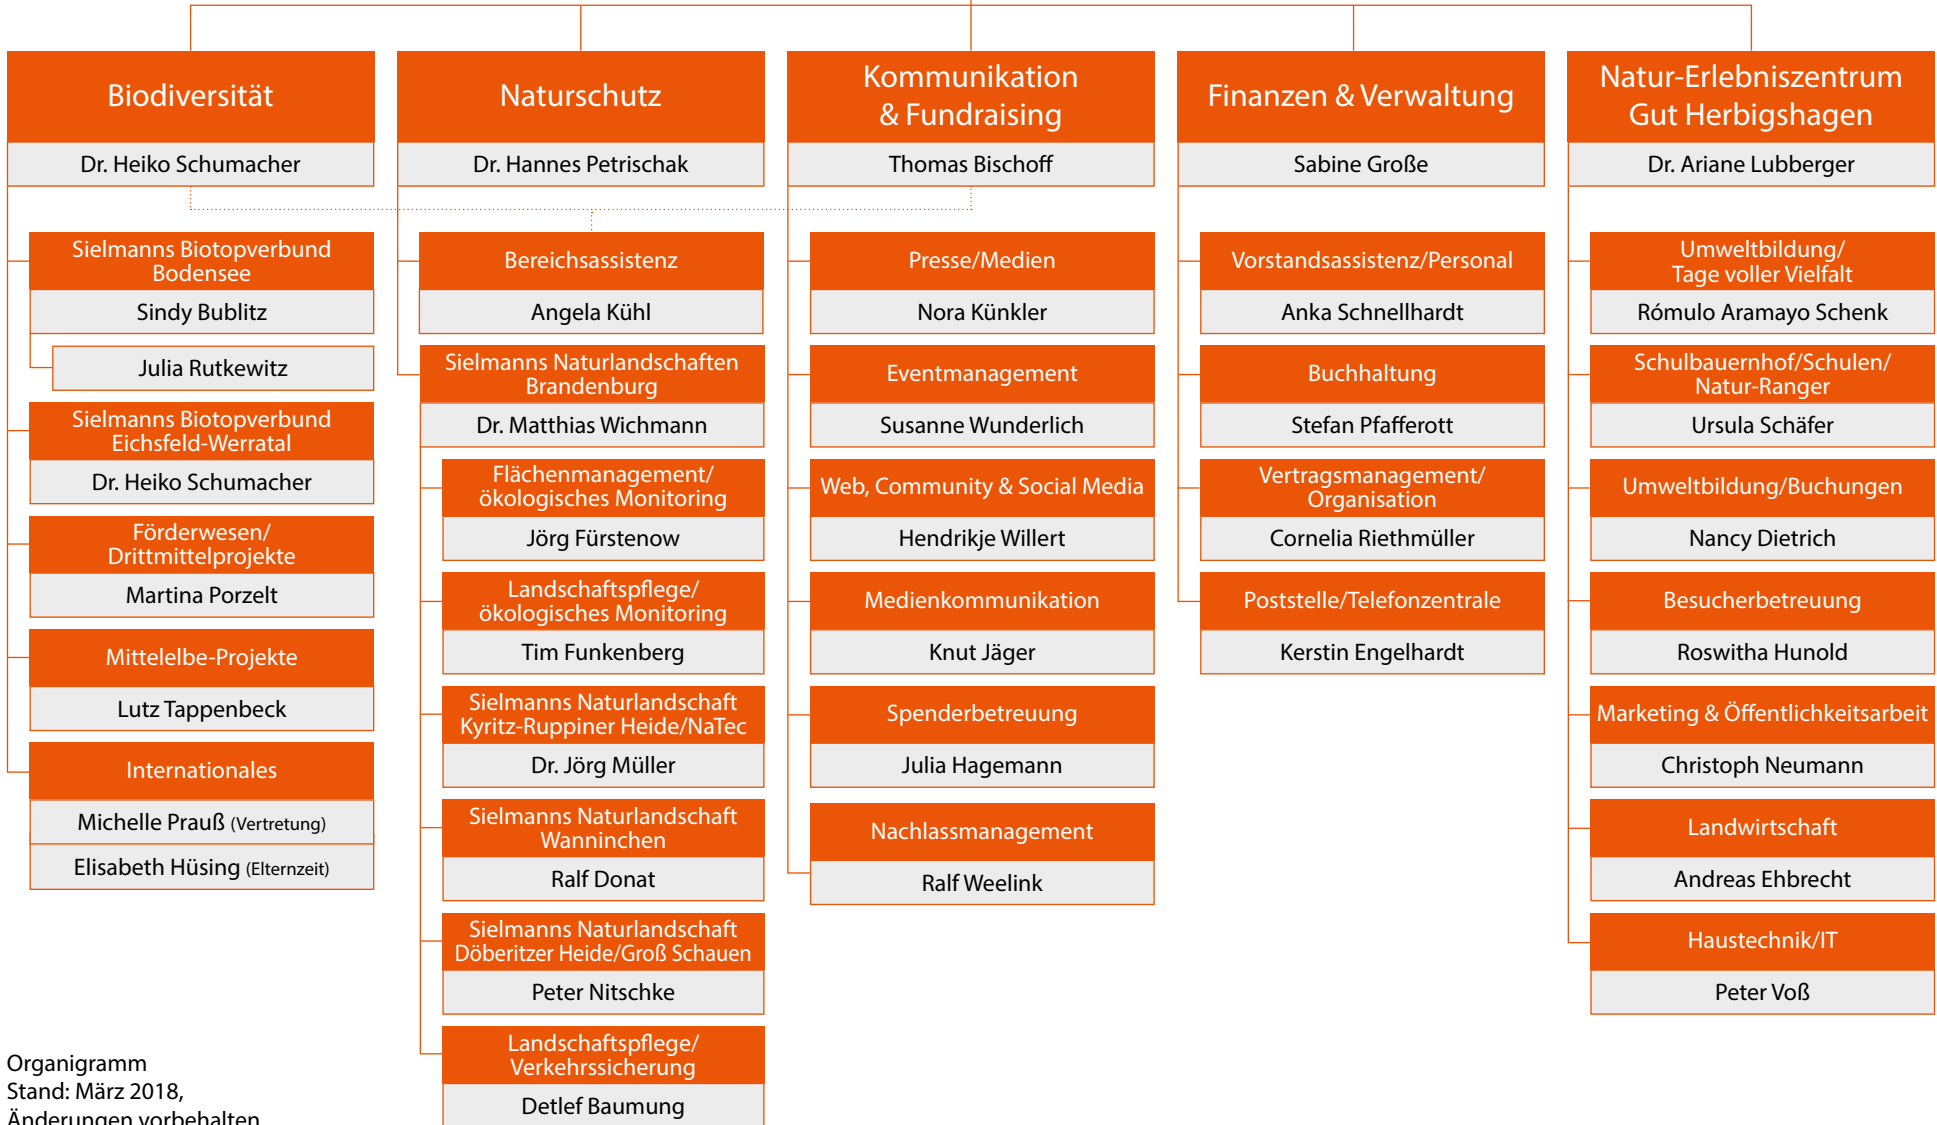 Biodiversität
Dr. Heiko Schumacher
Sielmanns Biotopverbund
Bodensee
Sindy Bublitz
Julia Rutkewitz
Sielmanns Biotopverbund
Eichsfeld-Werratal
Dr. Heiko Schumacher
Förderwesen/
Drittmittelprojekte
Martina Porzelt
Mittelelbe-Projekte
Lutz Tappenbeck
Internationales
Michelle Prauß (Vertretung)
Elisabeth Hüsing (Elternzeit)
Naturschutz
Dr. Hannes Petrischak
Bereichsassistenz
Angela Kühl
Sielmanns Naturlandschaften
Brandenburg
Dr. Matthias Wichmann
Flächenmanagement/
ökologisches Monitoring
Jörg Fürstenow
Landschaftspflege/
ökologisches Monitoring
Tim Funkenberg
Sielmanns Naturlandschaft
Kyritz-Ruppiner Heide/NaTec
Dr. Jörg Müller
Sielmanns Naturlandschaft
Wanninchen
Ralf Donat
Sielmanns Naturlandschaft
Döberitzer Heide/Groß Schauen
Peter Nitschke
Landschaftspflege/
Verkehrssicherung
Detlef Baumung
Kommunikation
& Fundraising
Thomas Bischoff
Presse/Medien
Nora Künkler
Eventmanagement
Susanne Wunderlich
Web, Community & Social Media
Hendrikje Willert
Medienkommunikation
Knut Jäger
Spenderbetreuung
Julia Hagemann
Nachlassmanagement
Ralf Weelink
Finanzen & Verwaltung
Sabine Große
Vorstandsassistenz/Personal
Anka Schnellhardt
Buchhaltung
Stefan Pfafferott
Vertragsmanagement/
Organisation
Cornelia Riethmüller
Poststelle/Telefonzentrale
Kerstin Engelhardt
Natur-Erlebniszentrum
Gut Herbigshagen
Dr. Ariane Lubberger
Umweltbildung/
Tage voller Vielfalt
Rómulo Aramayo Schenk
Schulbauernhof/Schulen/
Natur-Ranger
Ursula Schäfer
Umweltbildung/Buchungen
Nancy Dietrich
Besucherbetreuung
Roswitha Hunold
Marketing & Öffentlichkeitsarbeit
Christoph Neumann
Landwirtschaft
Andreas Ehbrecht
Haustechnik/IT
Peter Voß
Organigramm
Stand: März 2018,
Änderungen vorbehalten